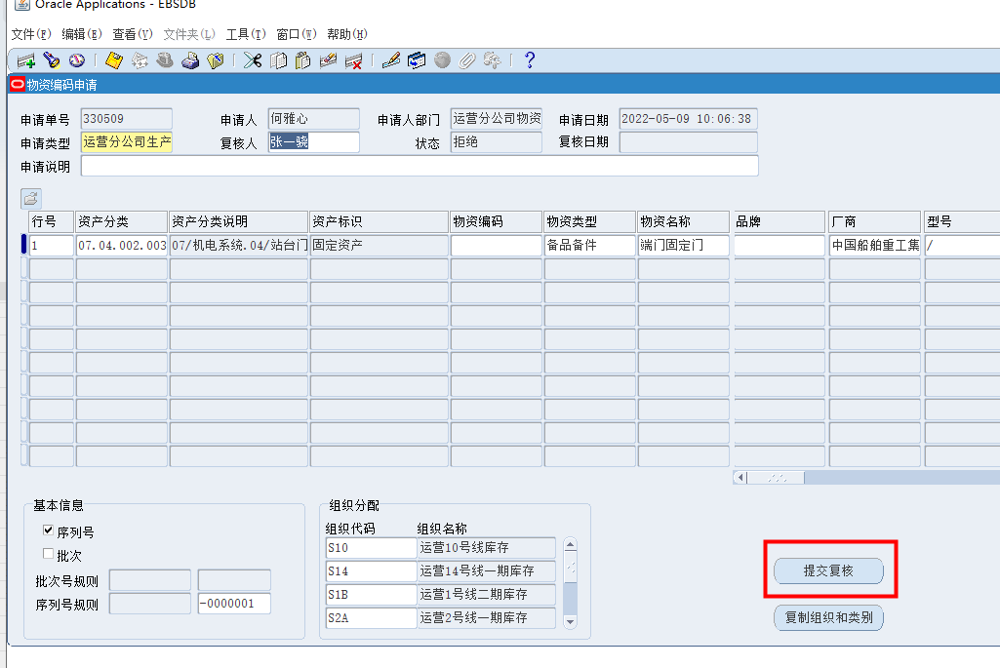 Oracle Applications - EBSDB
文件(F) 编辑(E) 查看(V) 文件夹(L) 工具(T) 窗口(W) 帮助(H)
物资编码申请
申请单号 330509 申请人 何雅心 申请人部门 运营分公司物资 申请日期 2022-05-09 10:06:38
申请类型 运营分公司生产 复核人 张一骁 状态 拒绝 复核日期
申请说明
行号 资产分类 资产分类说明 资产标识 物资编码 物资类型 物资名称 品牌 厂商 型号
1 07.04.002.003 07/机电系统.04/站台门 固定资产 备品备件 端门固定门 中国船舶重工集 /
基本信息
序列号
批次
批次号规则
序列号规则 -0000001
组织分配
组织代码 组织名称
S10 运营10号线库存
S14 运营14号线一期库存
S1B 运营1号线二期库存
S2A 运营2号线一期库存
提交复核
复制组织和类别